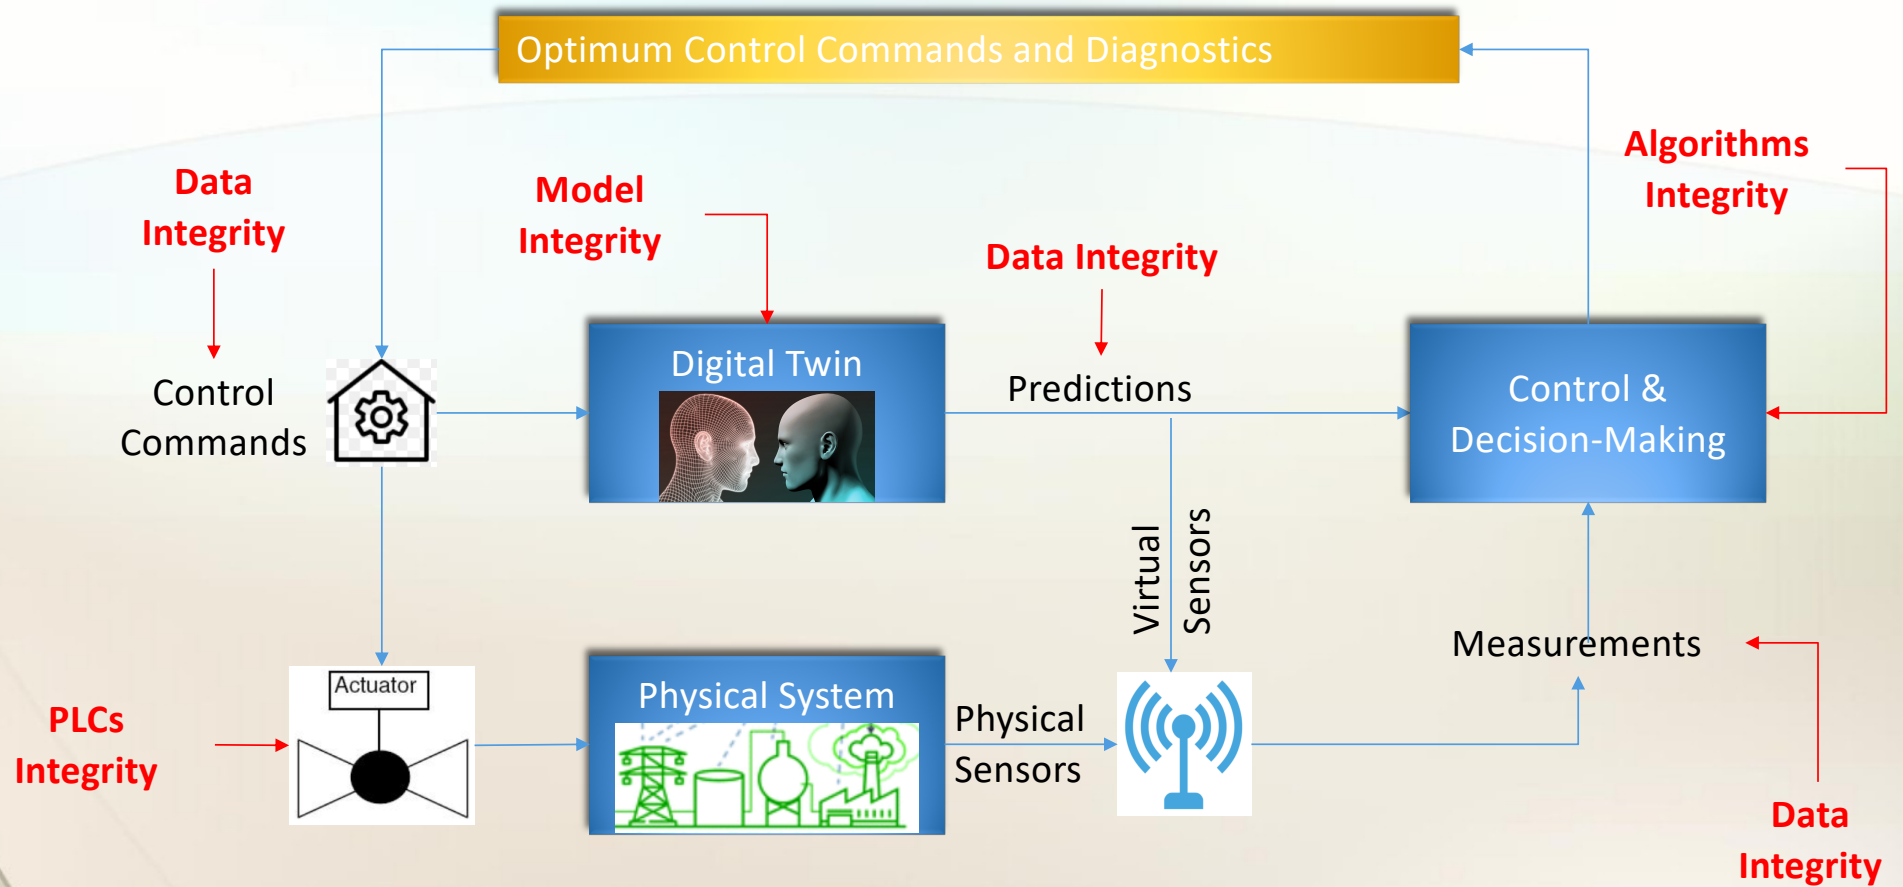 Optimum Control Commands and Diagnostics
Algorithms
Integrity
Data
Integrity
Model
Integrity
Data Integrity
Control
Commands
Digital Twin
Predictions
Control &
Decision-Making
Virtual
Sensors
Measurements
Actuator
PLCs
Integrity
Physical System
Physical
Sensors
Data
Integrity